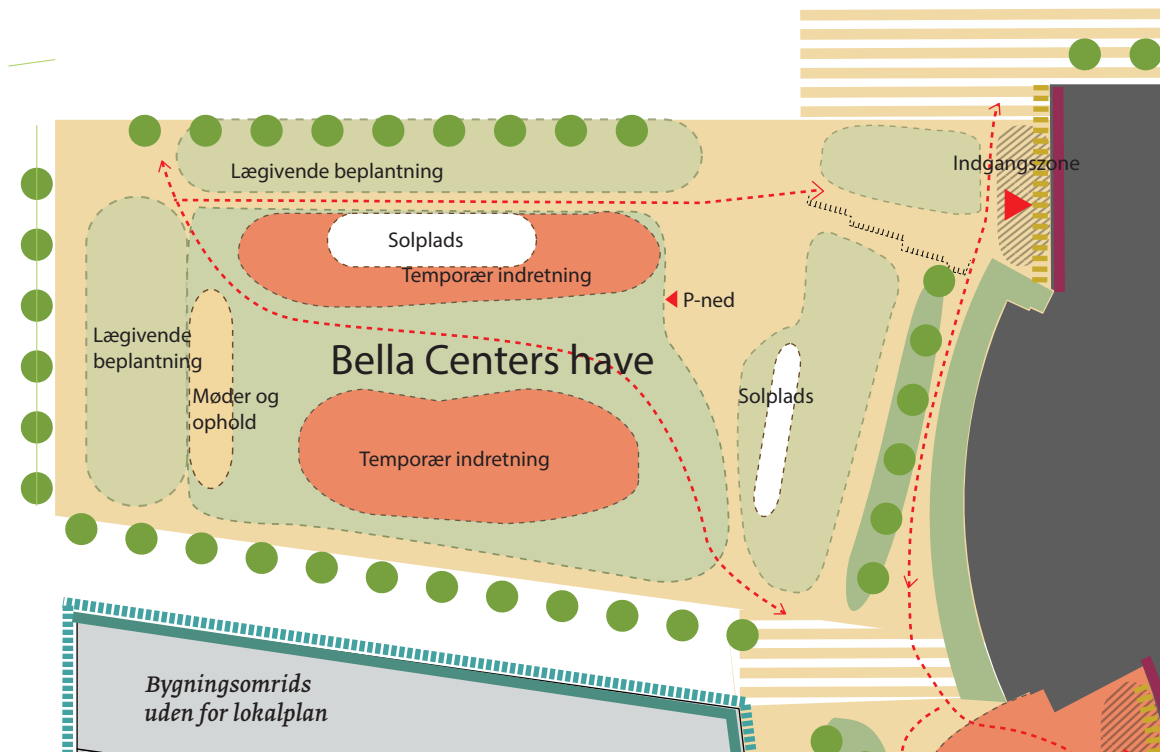 Lægivende beplantning
Indgangszone
Solplads
Temporær indretning
P-ned
Lægivende
beplantning
Bella Centers have
Møder og
ophold
Solplads
Temporær indretning
Bygningsomrids
uden for lokalplan